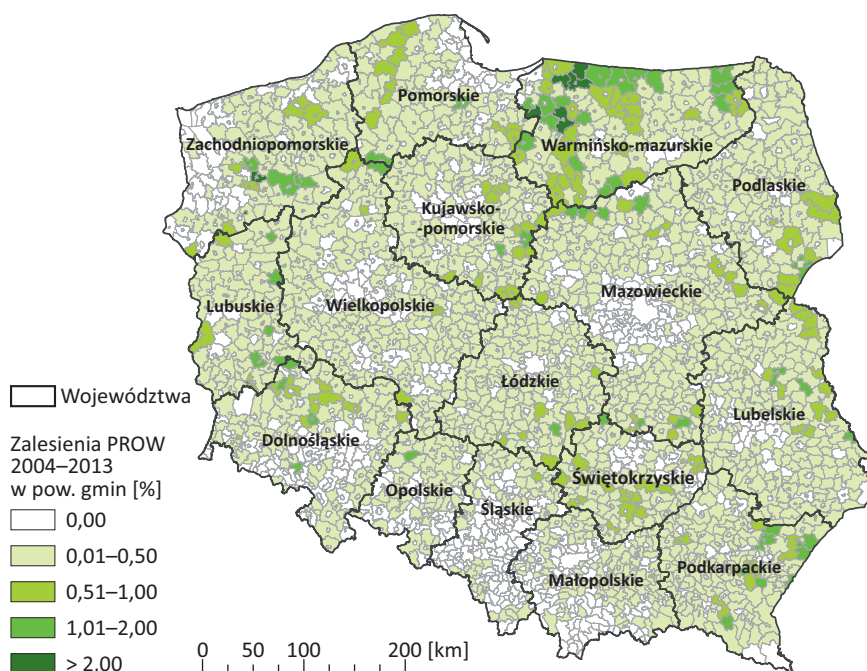 Pomorskie
Zachodniopomorskie
Warmińsko-mazurskie
Podlaskie
Kujawsko-
-pomorskie
Mazowieckie
Lubuskie
Wielkopolskie
Łódzkie
Lubelskie
Dolnośląskie
Opolskie
Śląskie
Świętokrzyskie
Małopolskie
Podkarpackie
Województwa
Zalesienia PROW
2004–2013
w pow. gmin [%]
0,00
0,01–0,50
0,51–1,00
1,01–2,00
> 2,00
0 50 100 200 [km]